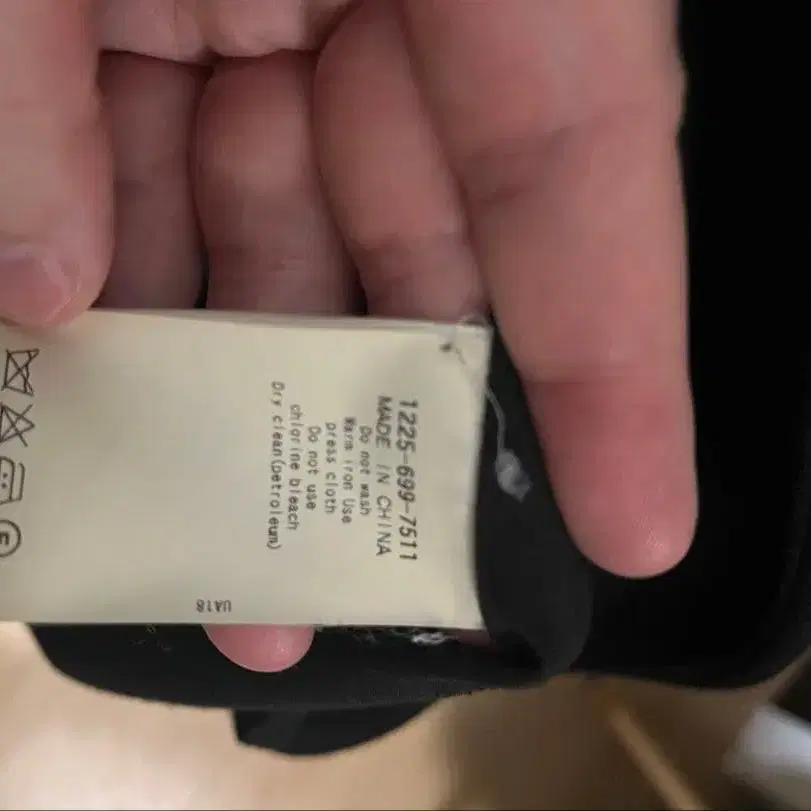 1225-699-7511
MADE IN CHINA
Do not wash
Warm iron Use
press cloth
Do not use
chlorine bleach
Dry clean(petroleum)
UA18